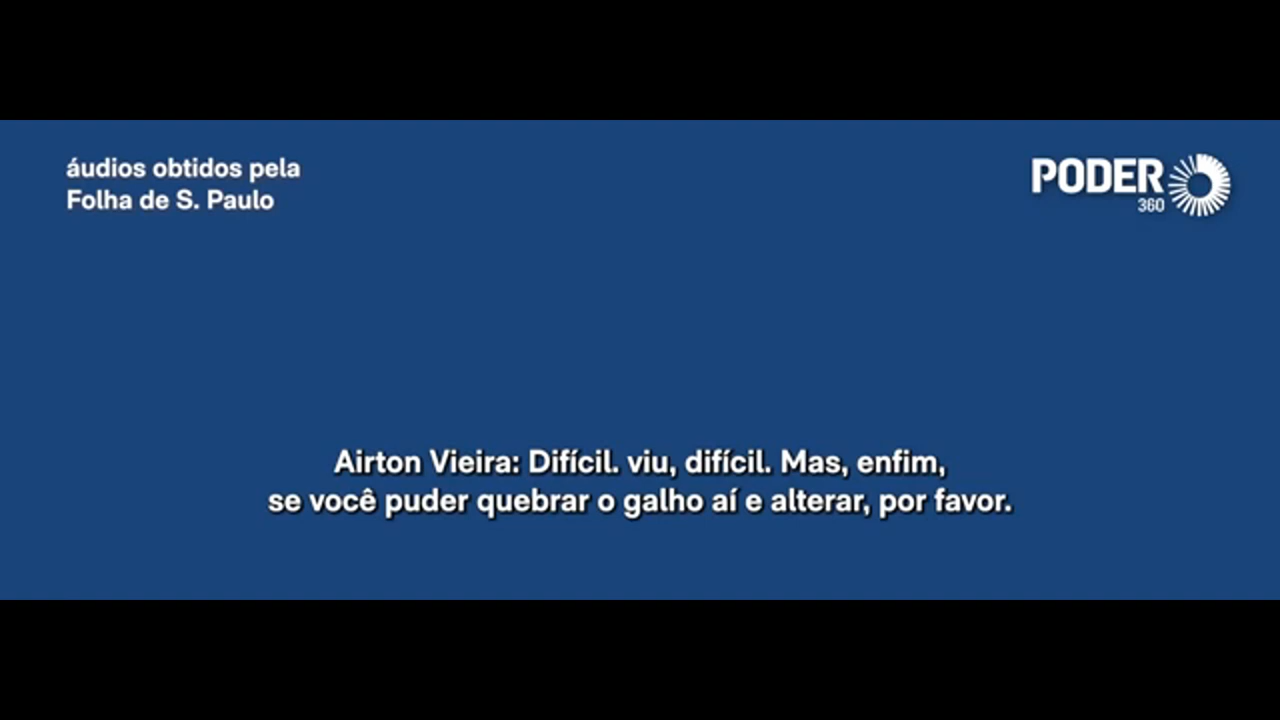 áudios obtidos pela
Folha de S. Paulo
PODER
360
Airton Vieira: Difícil. viu, difícil. Mas, enfim,
se você puder quebrar o galho aí e alterar, por favor.